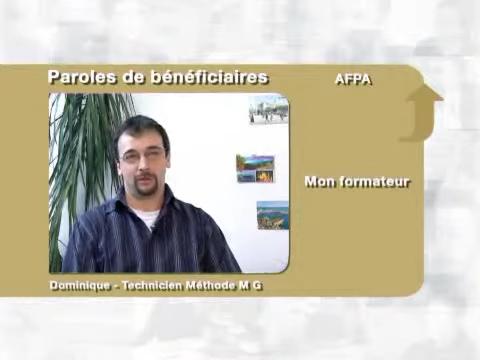 Paroles de bénéficiaires
AFPA
Mon formateur
Dominique - Technicien Méthode M G